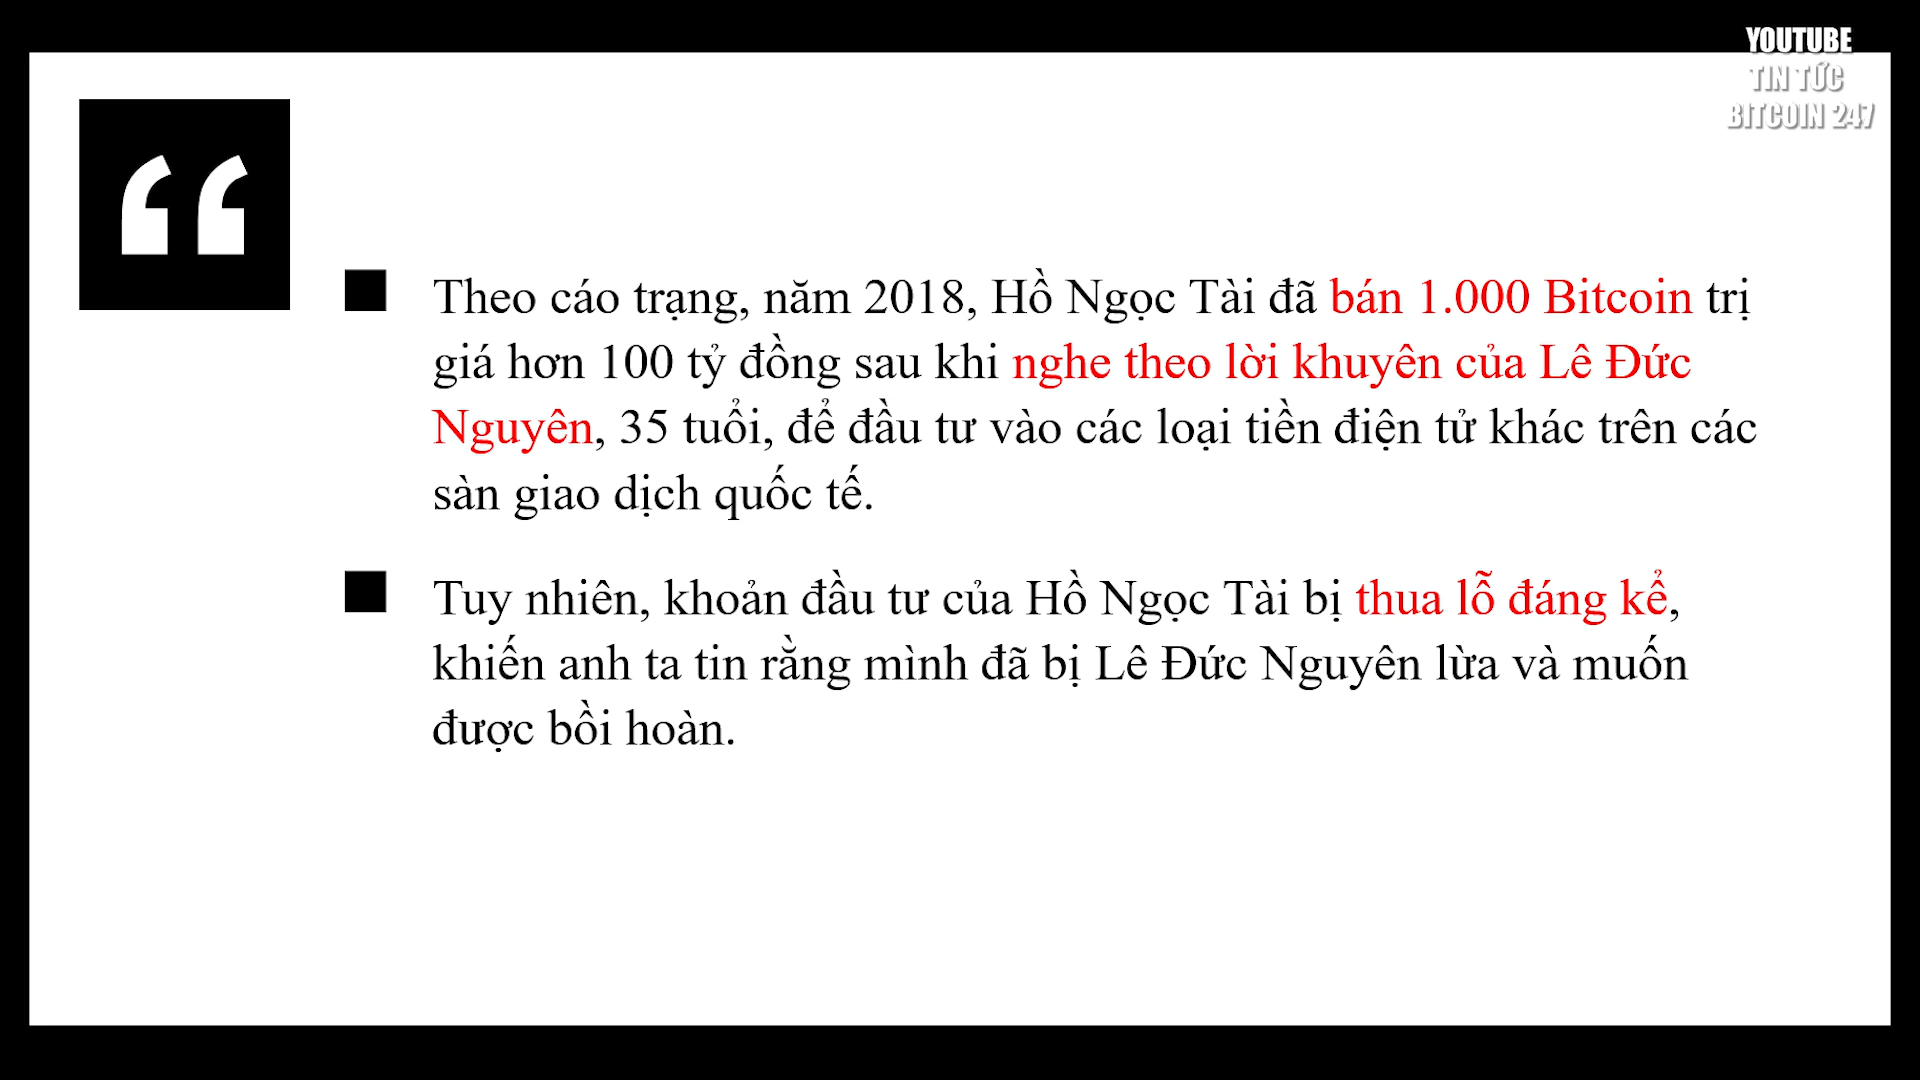 YOUTUBE
TIN TỨC
BITCOIN 247
Theo cáo trạng, năm 2018, Hồ Ngọc Tài đã bán 1.000 Bitcoin trị
giá hơn 100 tỷ đồng sau khi nghe theo lời khuyên của Lê Đức
Nguyên, 35 tuổi, để đầu tư vào các loại tiền điện tử khác trên các
sàn giao dịch quốc tế.
Tuy nhiên, khoản đầu tư của Hồ Ngọc Tài bị thua lỗ đáng kể,
khiến anh ta tin rằng mình đã bị Lê Đức Nguyên lừa và muốn
được bồi hoàn.